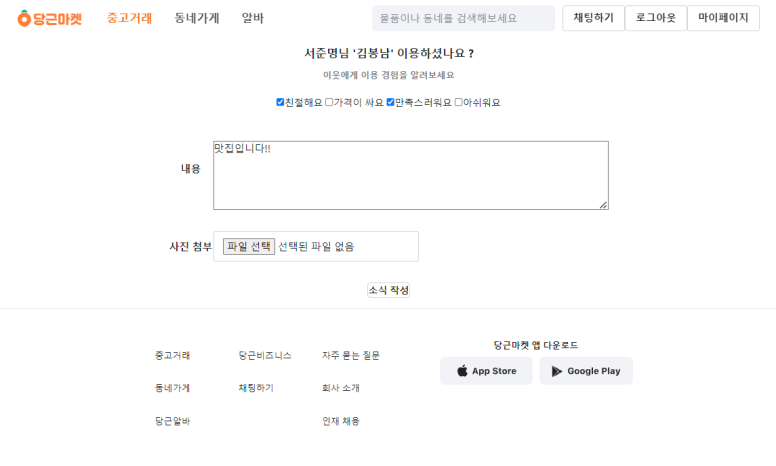 당근마켓 중고거래 동네가게 알바 물품이나 동네를 검색해보세요 채팅하기 로그아웃 마이페이지
서준명님 '김봉남' 이용하셨나요 ?
이웃에게 이용 경험을 알려보세요
친절해요 가격이 싸요 만족스러워요 아쉬워요
맛집입니다!!
내용
사진 첨부 파일 선택 선택된 파일 없음
소식 작성
당근마켓 앱 다운로드
중고거래 당근비즈니스 자주 묻는 질문
App Store Google Play
동네가게 채팅하기 회사 소개
당근알바 인재 채용